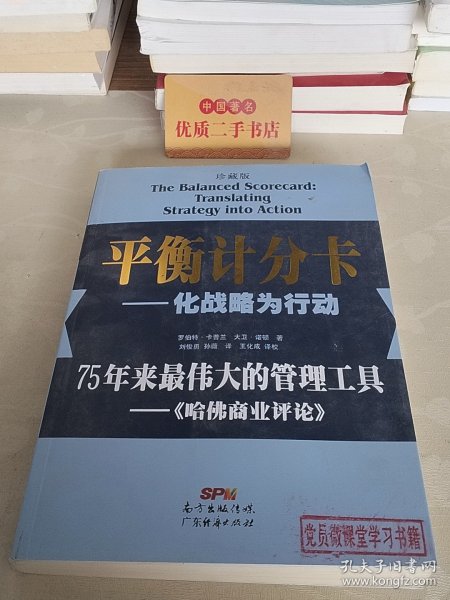 中国著名
优质二手书店
珍藏版
The Balanced Scorecard:
Translating
Strategy into Action
平衡计分卡
——化战略为行动
罗伯特·卡普兰 大卫·诺顿 著
刘俊勇 孙薇 译 王化成 译校
75年来最伟大的管理工具
——《哈佛商业评论》
SPM
南方出版传媒
广东经济出版社
党员微课堂学习书籍
孔夫子旧书网
www.kongfz.com